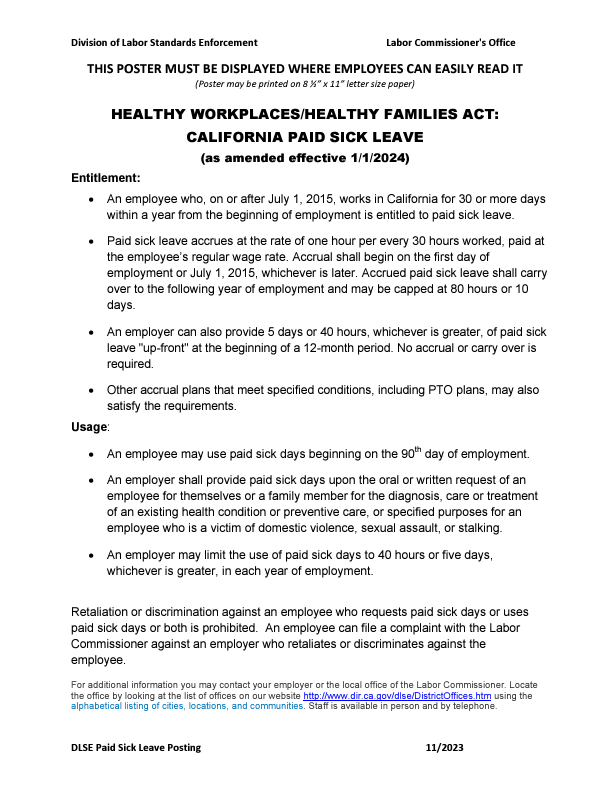 Division of Labor Standards Enforcement Labor Commissioner's Office
THIS POSTER MUST BE DISPLAYED WHERE EMPLOYEES CAN EASILY READ IT
(Poster may be printed on 8 ½” x 11” letter size paper)
HEALTHY WORKPLACES/HEALTHY FAMILIES ACT:
CALIFORNIA PAID SICK LEAVE
(as amended effective 1/1/2024)
Entitlement:
• An employee who, on or after July 1, 2015, works in California for 30 or more days
within a year from the beginning of employment is entitled to paid sick leave.
• Paid sick leave accrues at the rate of one hour per every 30 hours worked, paid at
the employee’s regular wage rate. Accrual shall begin on the first day of
employment or July 1, 2015, whichever is later. Accrued paid sick leave shall carry
over to the following year of employment and may be capped at 80 hours or 10
days.
• An employer can also provide 5 days or 40 hours, whichever is greater, of paid sick
leave "up-front" at the beginning of a 12-month period. No accrual or carry over is
required.
• Other accrual plans that meet specified conditions, including PTO plans, may also
satisfy the requirements.
Usage:
• An employee may use paid sick days beginning on the 90th day of employment.
• An employer shall provide paid sick days upon the oral or written request of an
employee for themselves or a family member for the diagnosis, care or treatment
of an existing health condition or preventive care, or specified purposes for an
employee who is a victim of domestic violence, sexual assault, or stalking.
• An employer may limit the use of paid sick days to 40 hours or five days,
whichever is greater, in each year of employment.
Retaliation or discrimination against an employee who requests paid sick days or uses
paid sick days or both is prohibited. An employee can file a complaint with the Labor
Commissioner against an employer who retaliates or discriminates against the
employee.
For additional information you may contact your employer or the local office of the Labor Commissioner. Locate
the office by looking at the list of offices on our website http://www.dir.ca.gov/dlse/DistrictOffices.htm using the
alphabetical listing of cities, locations, and communities. Staff is available in person and by telephone.
DLSE Paid Sick Leave Posting 11/2023